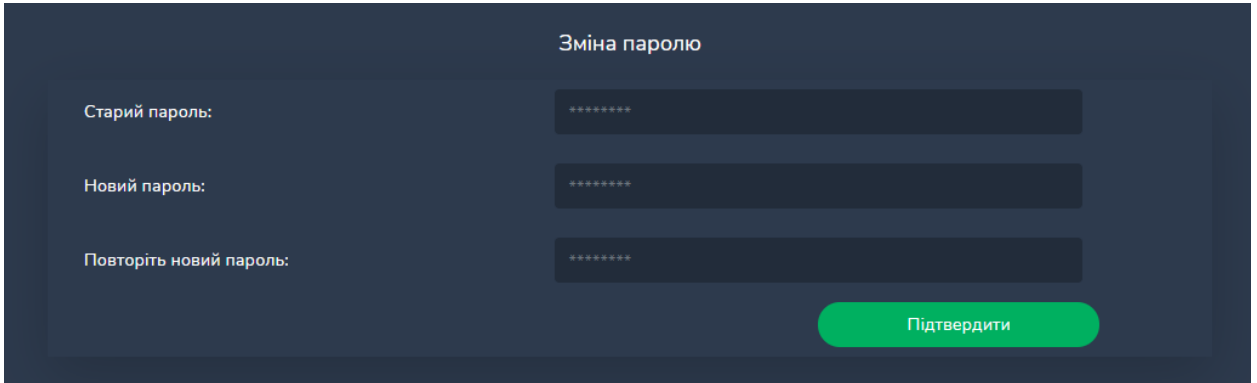 Зміна паролю
Старий пароль:
********
Новий пароль:
********
Повторіть новий пароль:
********
Підтвердити